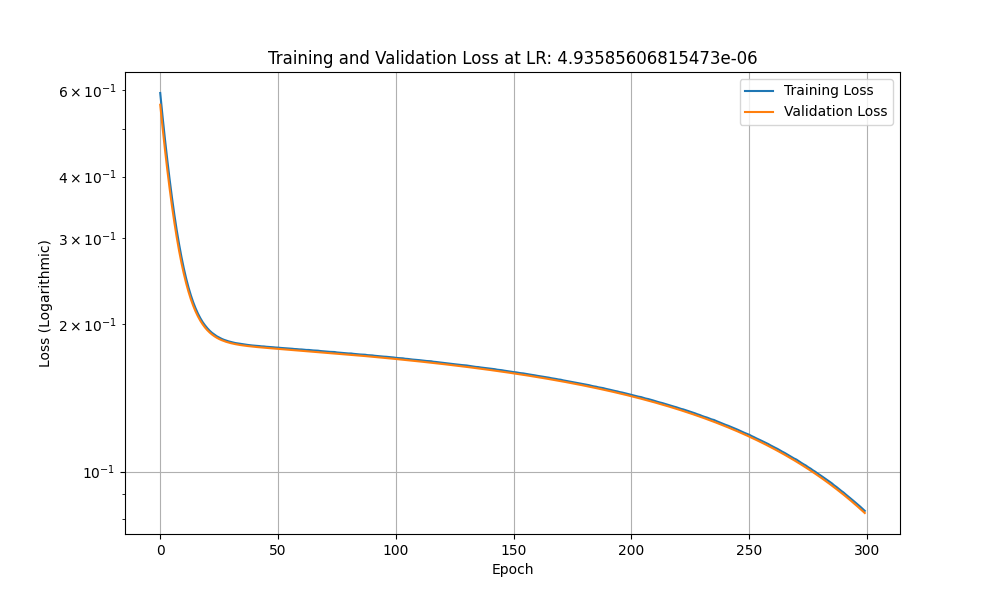 Training and Validation Loss at LR: 4.93585606815473e-06
Training Loss
Validation Loss
Loss (Logarithmic)
6 × 10⁻¹
4 × 10⁻¹
3 × 10⁻¹
2 × 10⁻¹
10⁻¹
0 50 100 150 200 250 300
Epoch